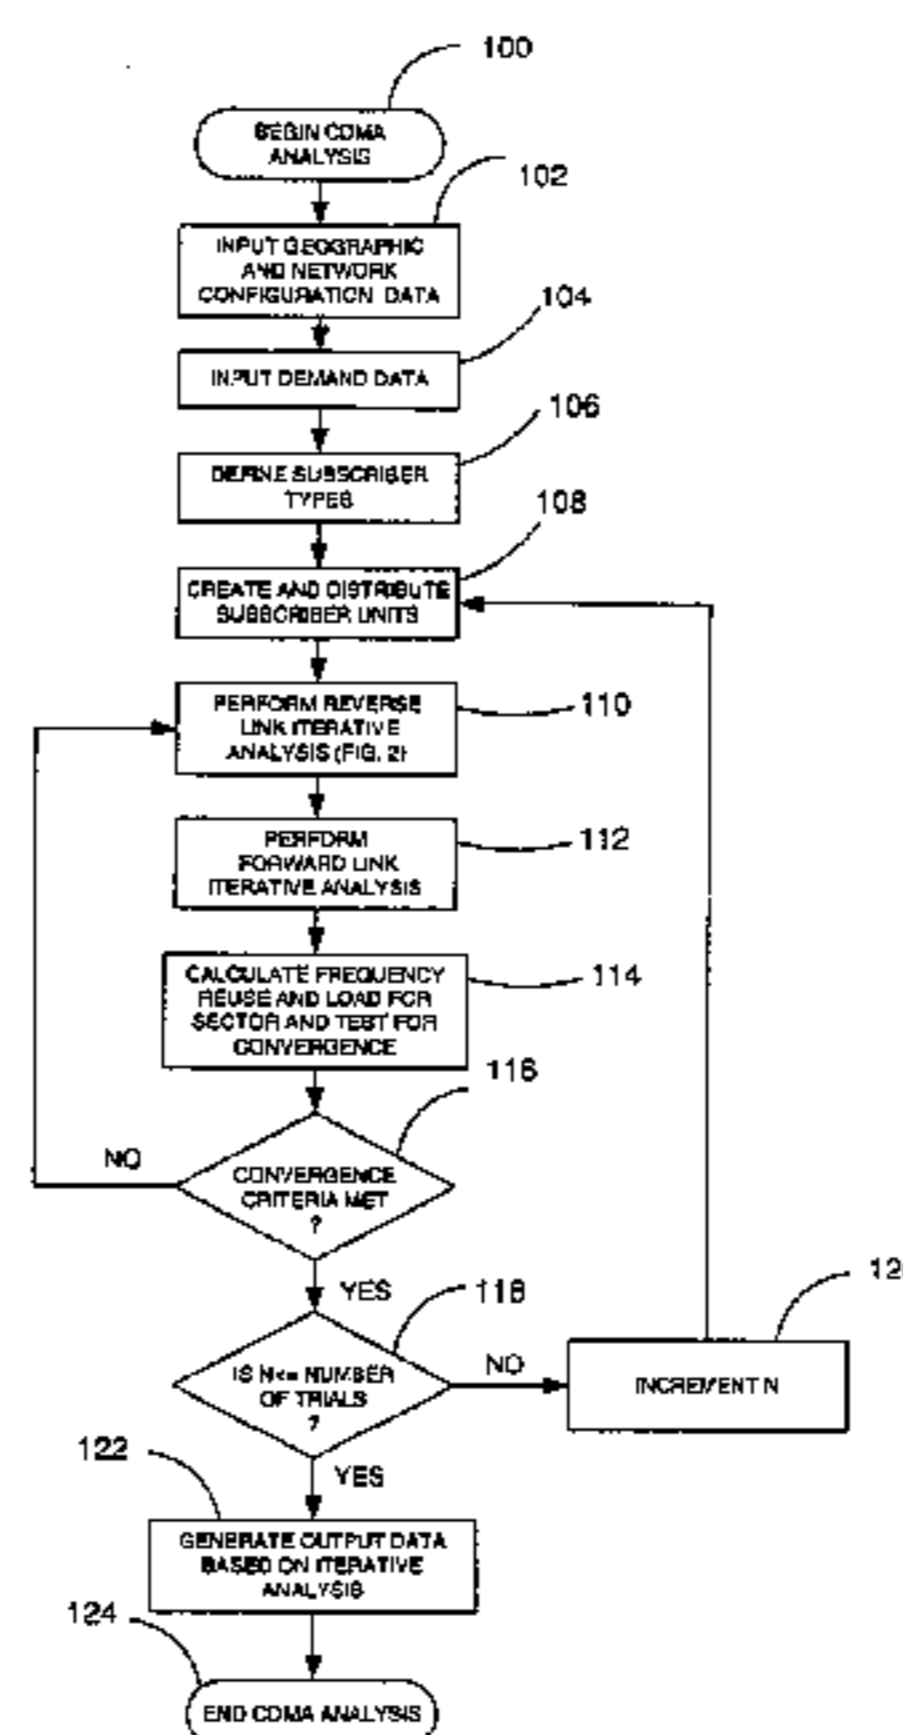 100
BEGIN CDMA
ANALYSIS
102
INPUT GEOGRAPHIC
AND NETWORK
CONFIGURATION DATA
104
INPUT DEMAND DATA
106
DEFINE SUBSCRIBER
TYPES
108
CREATE AND DISTRIBUTE
SUBSCRIBER UNITS
110
PERFORM REVERSE
LINK ITERATIVE
ANALYSIS (FIG. 2)
112
PERFORM
FORWARD LINK
ITERATIVE ANALYSIS
114
CALCULATE FREQUENCY
REUSE AND LOAD FOR
SECTOR AND TEST FOR
CONVERGENCE
116
NO
CONVERGENCE
CRITERIA MET
?
YES
118
IS N<= NUMBER
OF TRIALS
?
NO
INCREMENT N
122
YES
GENERATE OUTPUT DATA
BASED ON ITERATIVE
ANALYSIS
124
END CDMA ANALYSIS